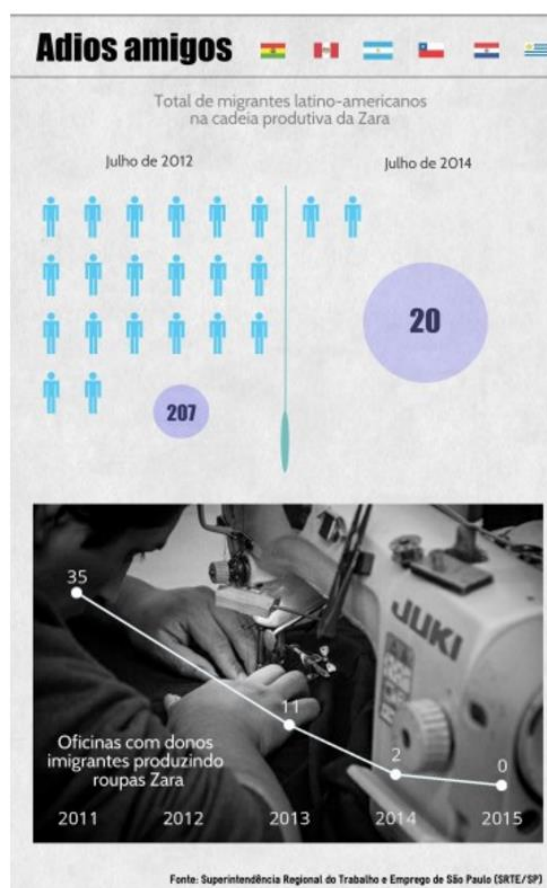 Adios amigos
Total de migrantes latino-americanos
na cadeia produtiva da Zara
Julho de 2012
Julho de 2014
20
207
35
JUKI
11
Oficinas com donos
imigrantes produzindo
roupas Zara
2
0
2011 2012 2013 2014 2015
Fonte: Superintendência Regional do Trabalho e Emprego de São Paulo (SRTE/SP)